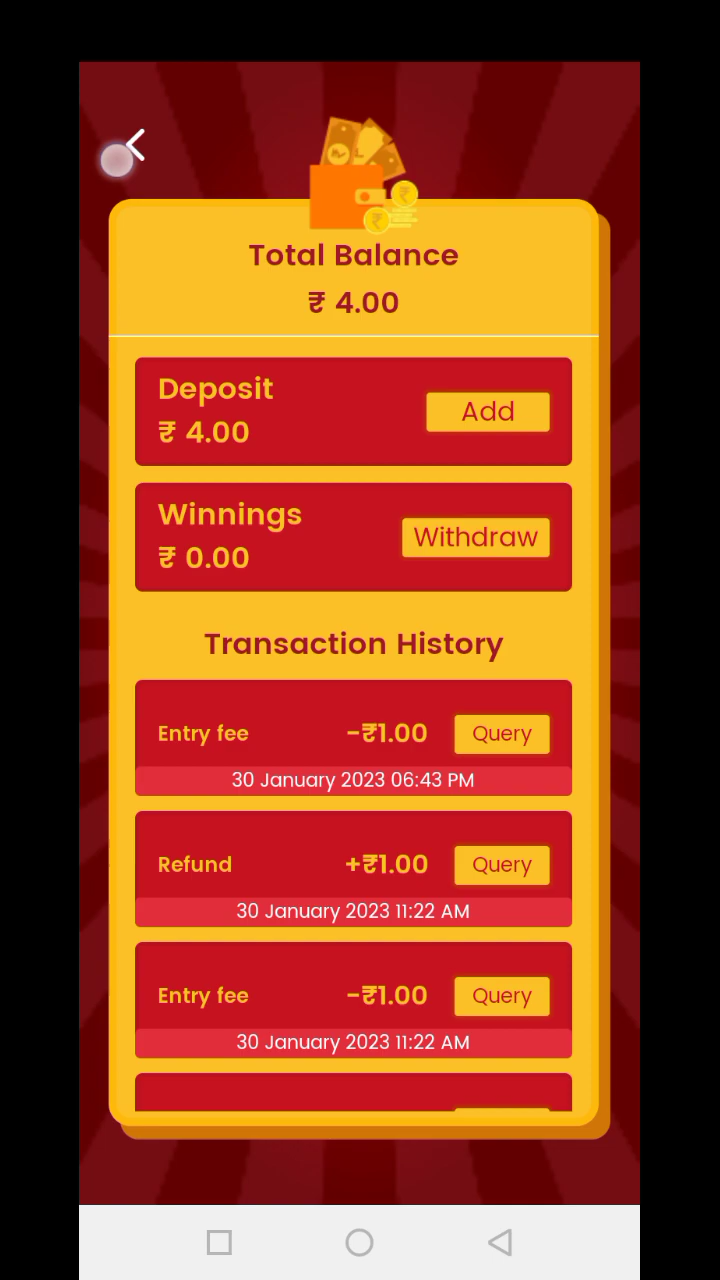 Total Balance
₹ 4.00
Deposit
₹ 4.00
Add
Winnings
₹ 0.00
Withdraw
Transaction History
Entry fee
-₹1.00
Query
30 January 2023 06:43 PM
Refund
+₹1.00
Query
30 January 2023 11:22 AM
Entry fee
-₹1.00
Query
30 January 2023 11:22 AM